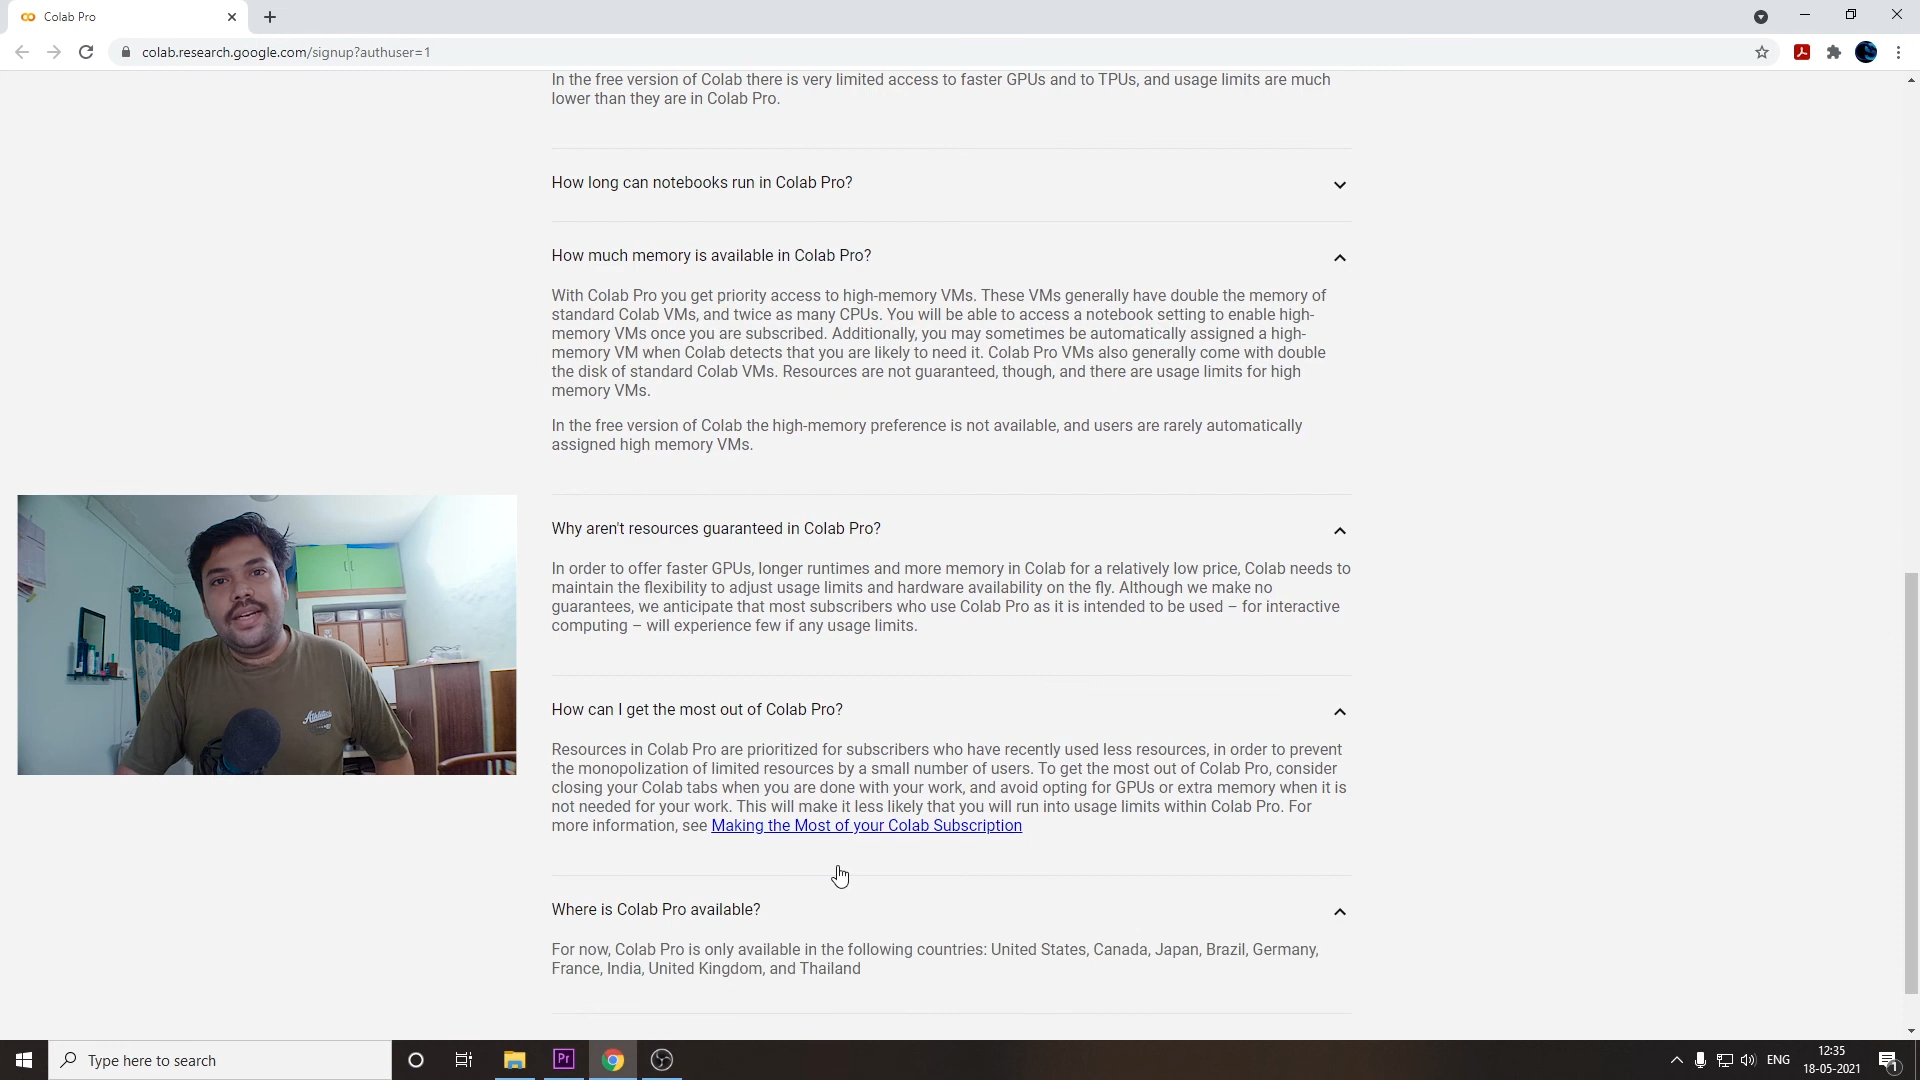 Colab Pro
colab.research.google.com/signup?authuser=1
In the free version of Colab there is very limited access to faster GPUs and to TPUs, and usage limits are much
lower than they are in Colab Pro.
How long can notebooks run in Colab Pro?
How much memory is available in Colab Pro?
With Colab Pro you get priority access to high-memory VMs. These VMs generally have double the memory of
standard Colab VMs, and twice as many CPUs. You will be able to access a notebook setting to enable high-
memory VMs once you are subscribed. Additionally, you may sometimes be automatically assigned a high-
memory VM when Colab detects that you are likely to need it. Colab Pro VMs also generally come with double
the disk of standard Colab VMs. Resources are not guaranteed, though, and there are usage limits for high
memory VMs.
In the free version of Colab the high-memory preference is not available, and users are rarely automatically
assigned high memory VMs.
Why aren't resources guaranteed in Colab Pro?
In order to offer faster GPUs, longer runtimes and more memory in Colab for a relatively low price, Colab needs to
maintain the flexibility to adjust usage limits and hardware availability on the fly. Although we make no
guarantees, we anticipate that most subscribers who use Colab Pro as it is intended to be used – for interactive
computing – will experience few if any usage limits.
How can I get the most out of Colab Pro?
Resources in Colab Pro are prioritized for subscribers who have recently used less resources, in order to prevent
the monopolization of limited resources by a small number of users. To get the most out of Colab Pro, consider
closing your Colab tabs when you are done with your work, and avoid opting for GPUs or extra memory when it is
not needed for your work. This will make it less likely that you will run into usage limits within Colab Pro. For
more information, see Making the Most of your Colab Subscription
Where is Colab Pro available?
For now, Colab Pro is only available in the following countries: United States, Canada, Japan, Brazil, Germany,
France, India, United Kingdom, and Thailand
Athletics
Type here to search
Pr
ENG
12:35
18-05-2021
1